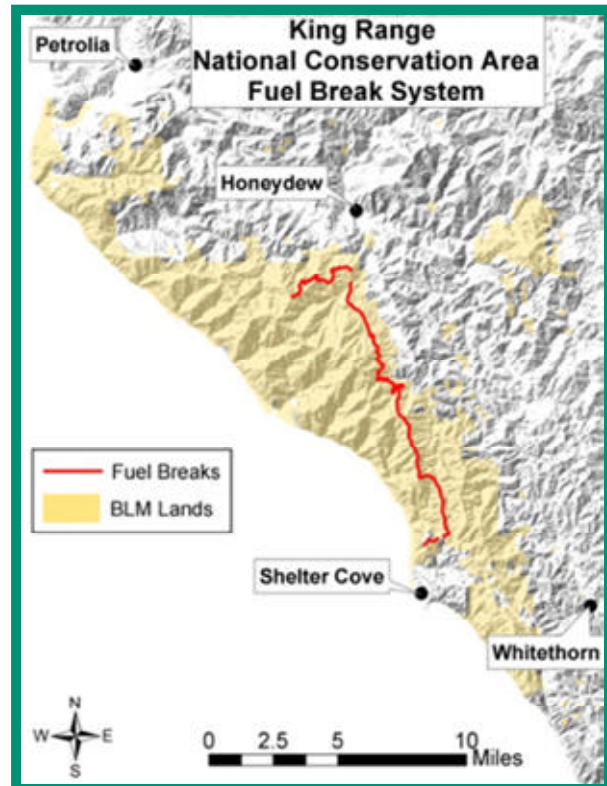 King Range
National Conservation Area
Fuel Break System
Petrolia
Honeydew
Fuel Breaks
BLM Lands
Shelter Cove
Whitethorn
N
W E
S
0 2.5 5 10
Miles